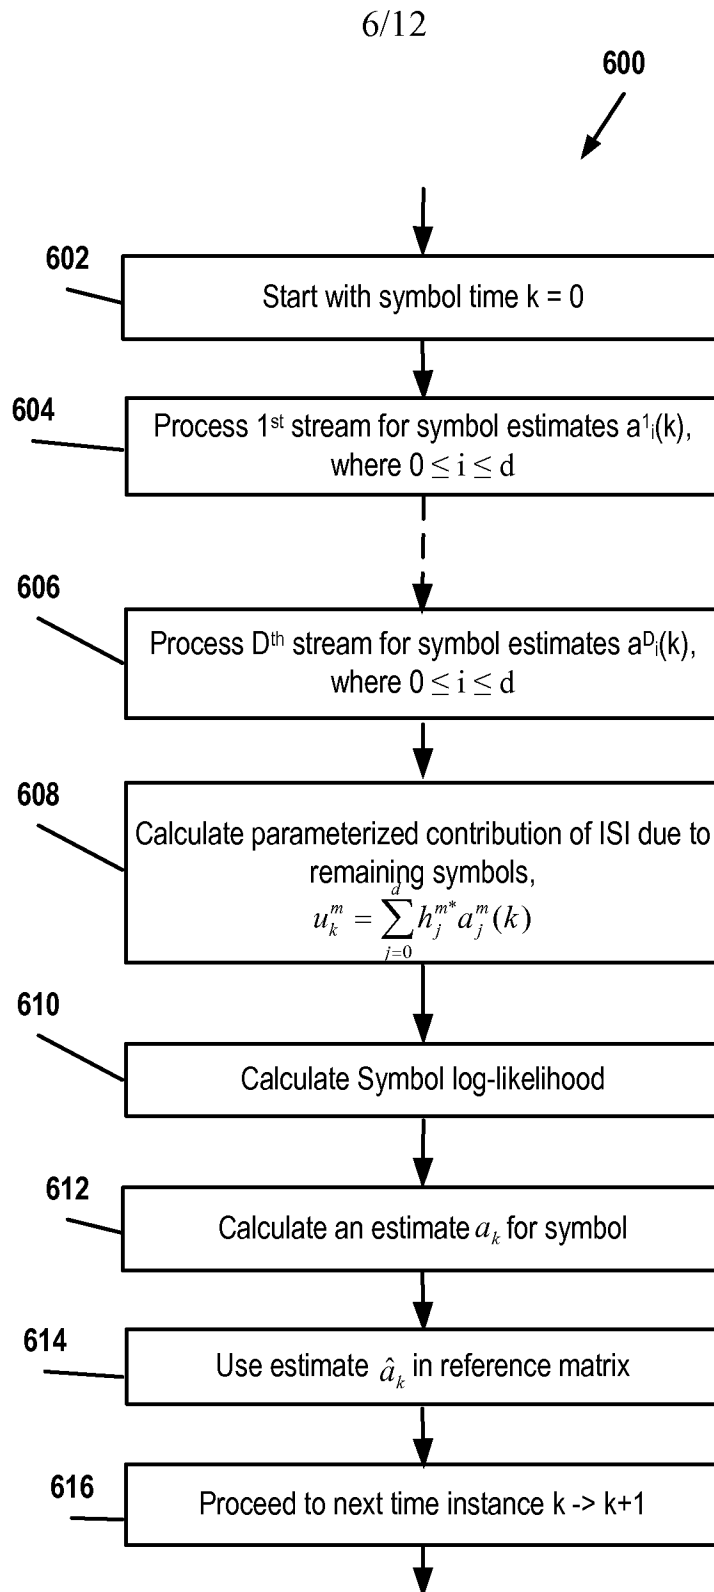 6/12
600
602
Start with symbol time k = 0
604
Process 1st stream for symbol estimates a¹ᵢ(k),
where 0 ≤ i ≤ d
606
Process Dth stream for symbol estimates aᴰᵢ(k),
where 0 ≤ i ≤ d
608
Calculate parameterized contribution of ISI due to
remaining symbols,
u_k^m = \sum_{j=0}^{d} h_j^{m*} a_j^m(k)
610
Calculate Symbol log-likelihood
612
Calculate an estimate a_k for symbol
614
Use estimate â_k in reference matrix
616
Proceed to next time instance k -> k+1